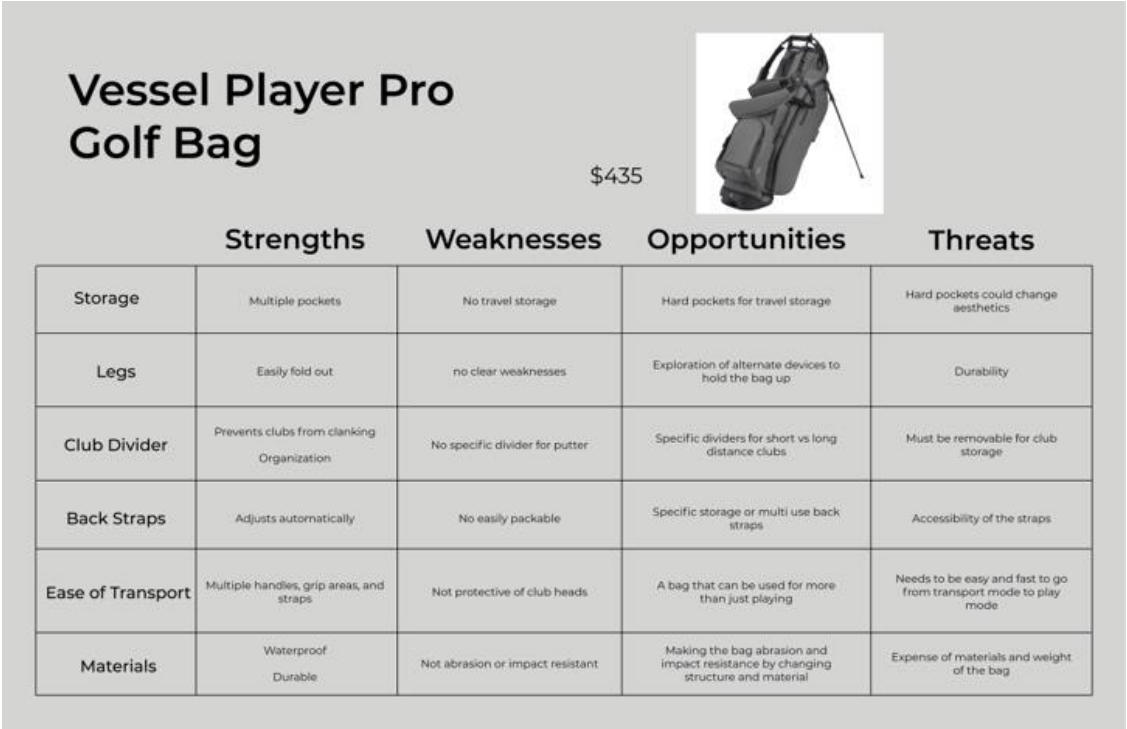 Vessel Player Pro
Golf Bag
$435
Strengths
Weaknesses
Opportunities
Threats
Storage
Multiple pockets
No travel storage
Hard pockets for travel storage
Hard pockets could change
aesthetics
Legs
Easily fold out
no clear weaknesses
Exploration of alternate devices to
hold the bag up
Durability
Club Divider
Prevents clubs from clanking
Organization
No specific divider for putter
Specific dividers for short vs long
distance clubs
Must be removable for club
storage
Back Straps
Adjusts automatically
No easily packable
Specific storage or multi use back
straps
Accessibility of the straps
Ease of Transport
Multiple handles, grip areas, and
straps
Not protective of club heads
A bag that can be used for more
than just playing
Needs to be easy and fast to go
from transport mode to play
mode
Materials
Waterproof
Durable
Not abrasion or impact resistant
Making the bag abrasion and
impact resistance by changing
structure and material
Expense of materials and weight
of the bag